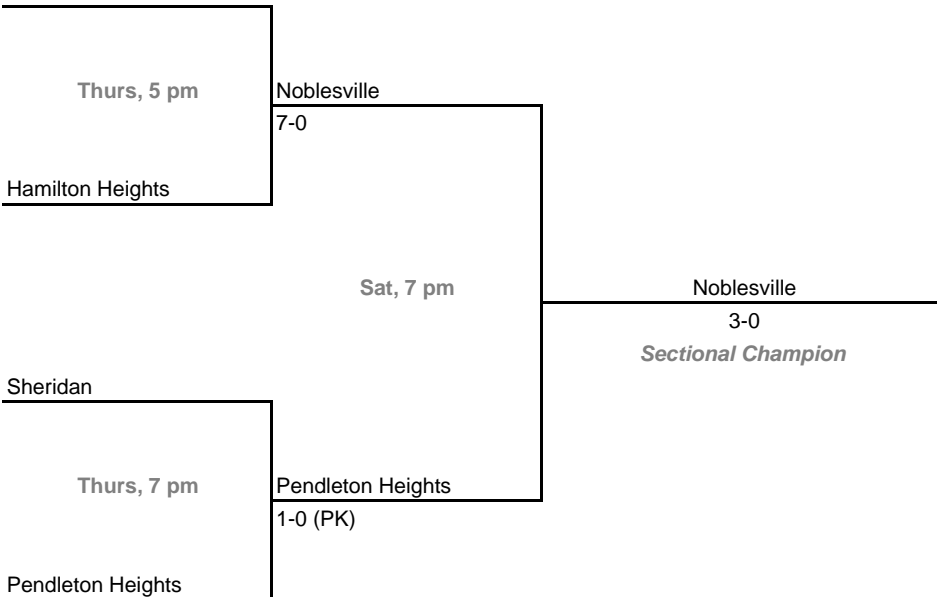 Thurs, 5 pm
Noblesville
7-0
Hamilton Heights
Sat, 7 pm
Noblesville
3-0
Sectional Champion
Sheridan
Thurs, 7 pm
Pendleton Heights
1-0 (PK)
Pendleton Heights